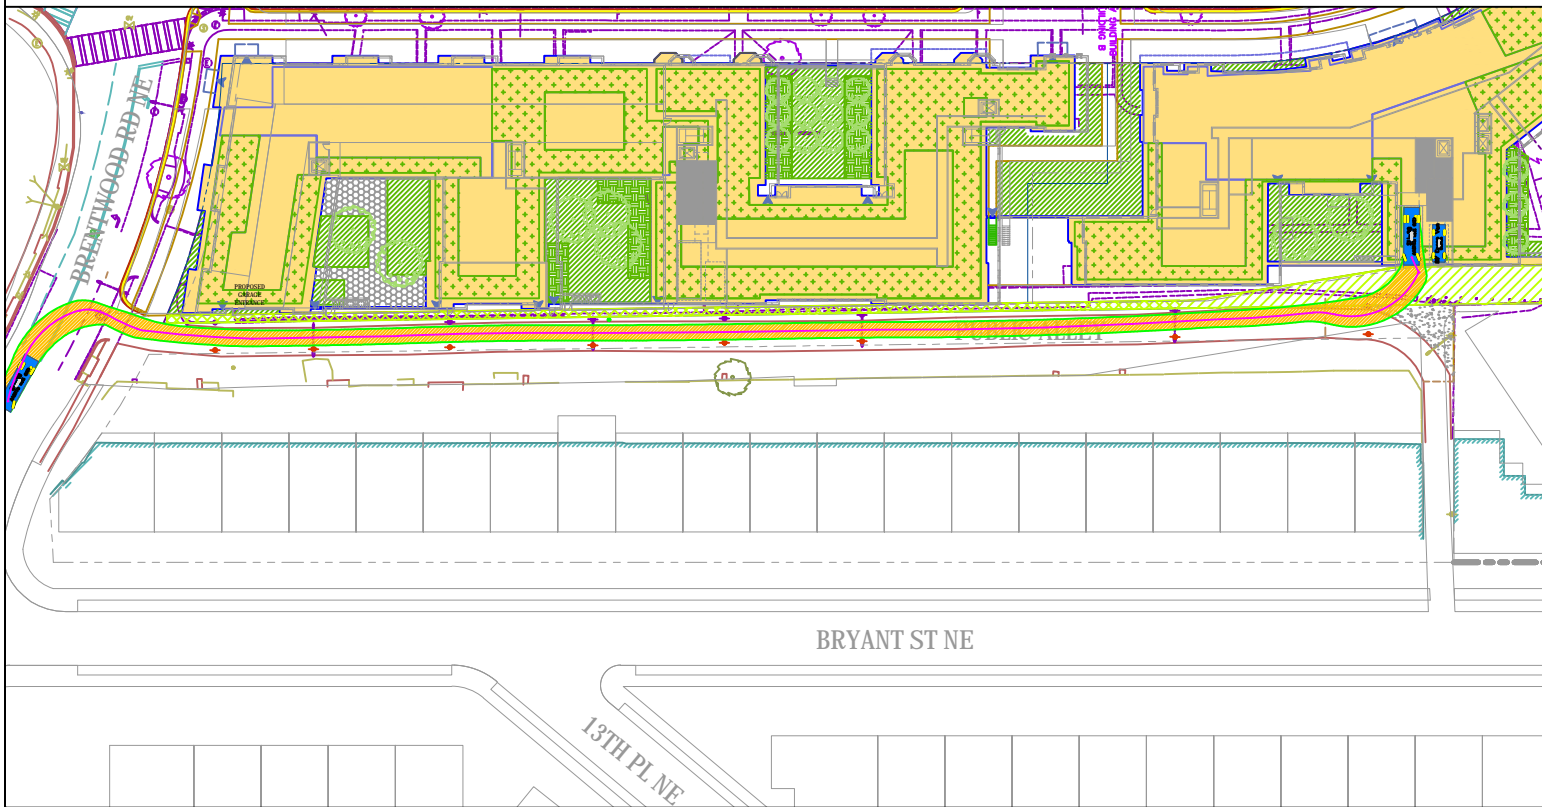 BUILDING B
BRENTWOOD RD NE
PROPOSED
GARAGE
ENTRANCE
PUBLIC ALLEY
BRYANT ST NE
13TH PL NE